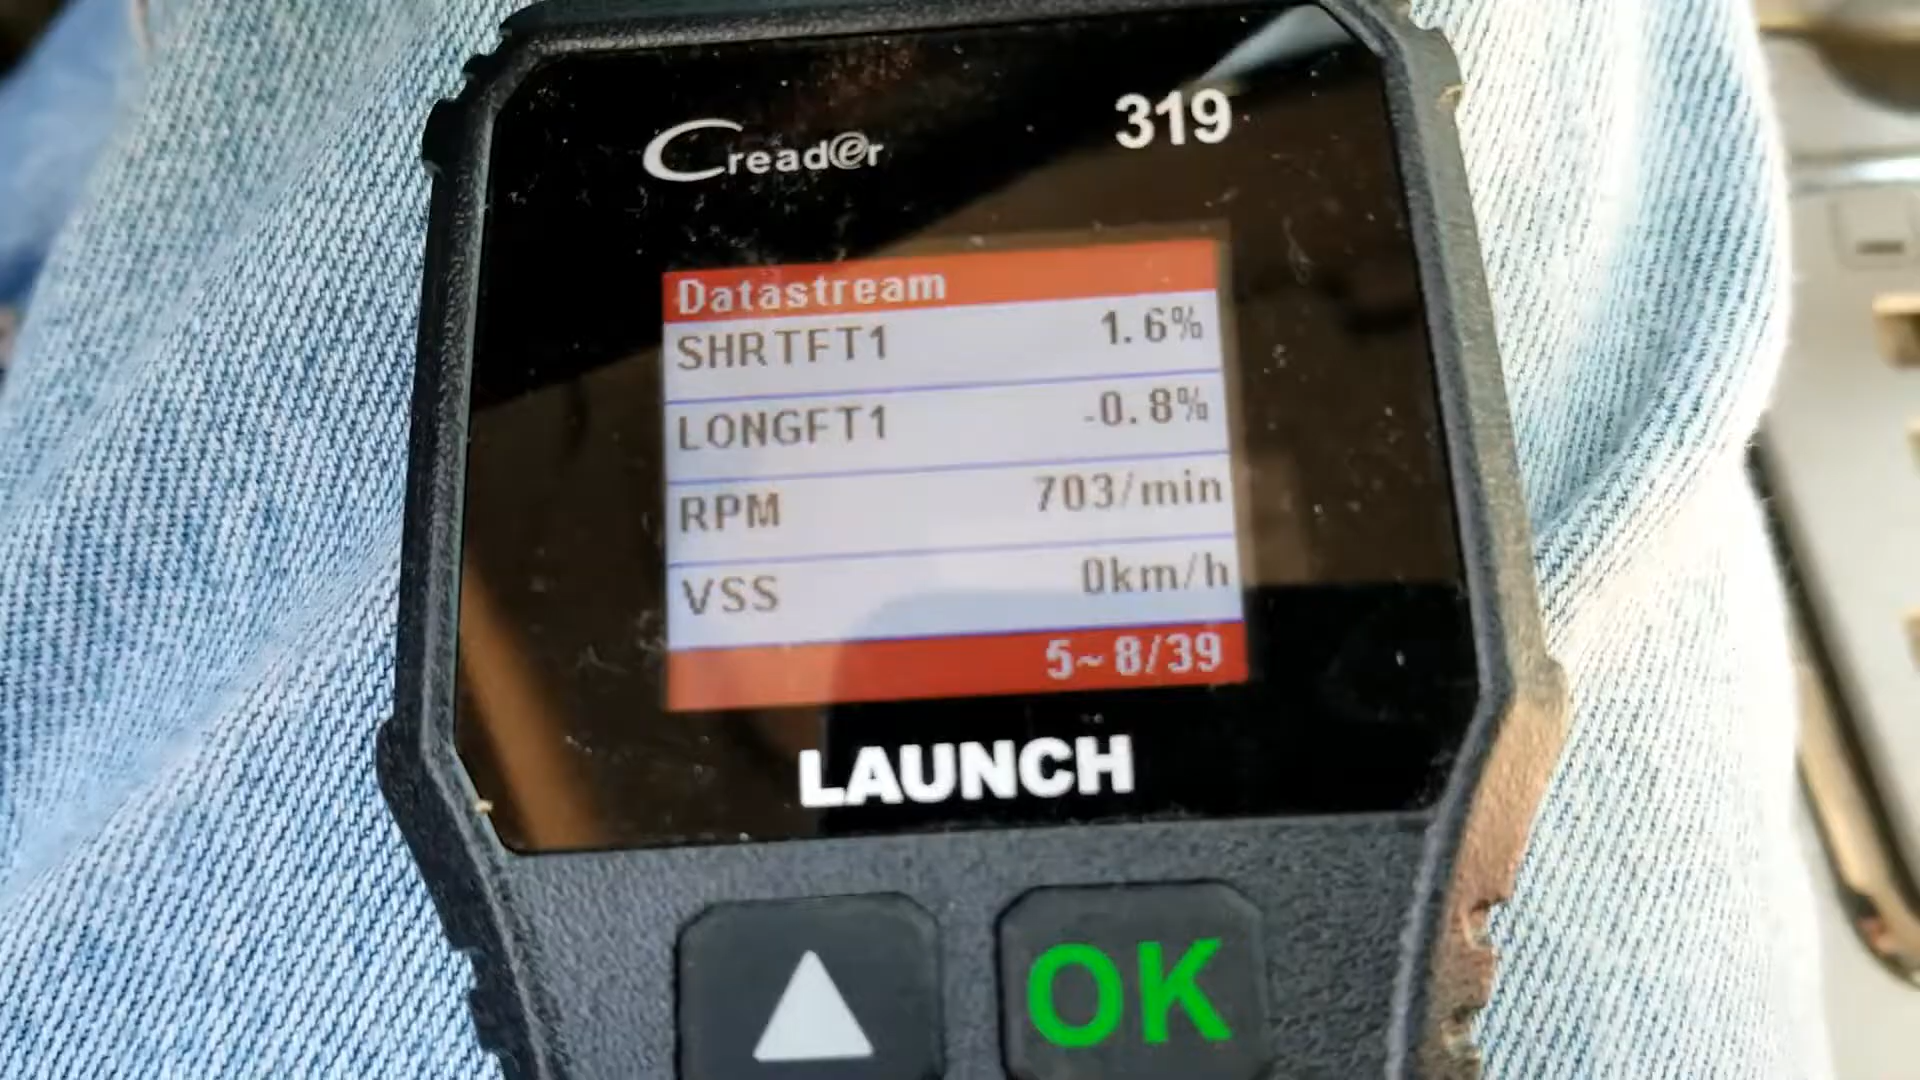 Creader 319
Datastream
SHRTFT1 1.6%
LONGFT1 -0.8%
RPM 703/min
VSS 0km/h
5~8/39
LAUNCH
OK